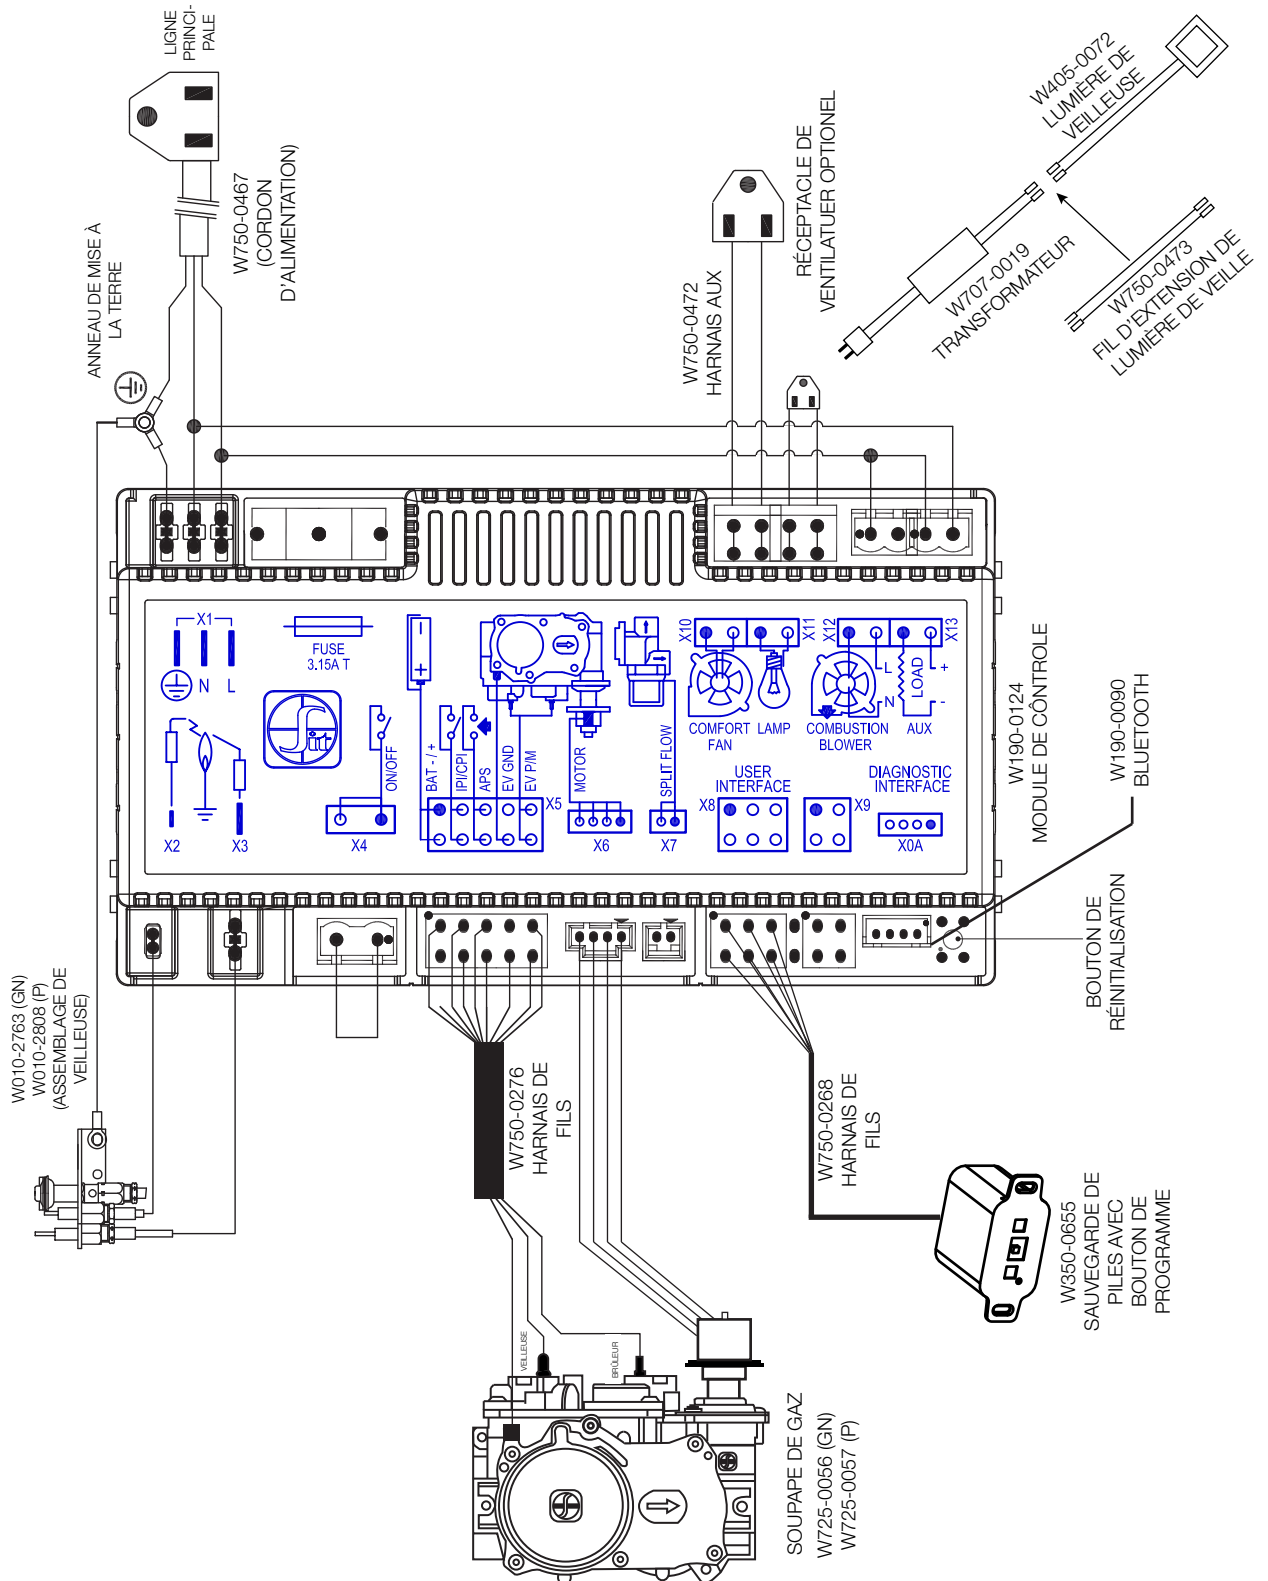 LIGNE
PRINCI-
PALE
W750-0467
(CORDON
D'ALIMENTATION)
ANNEAU DE MISE À
LA TERRE
W405-0072
LUMIÈRE DE
VEILLEUSE
RÉCEPTACLE DE
VENTILATUER OPTIONEL
W750-0472
HARNAIS AUX
W707-0019
TRANSFORMATEUR
W750-0473
FIL D'EXTENSION DE
LUMIÈRE DE VEILLE
X1
N
L
FUSE
3.15A T
Sit
X2
X3
ON/OFF
X4
- +
BAT - / +
IPI/CPI
APS
EV GND
EV P/M
X5
MOTOR
X6
SPLIT FLOW
X7
X10
X11
COMFORT
FAN
LAMP
X12
X13
L
N
LOAD
+
-
COMBUSTION
BLOWER
AUX
USER
INTERFACE
X8
X9
DIAGNOSTIC
INTERFACE
X0A
W190-0124
MODULE DE CÔNTROLE
W190-0090
BLUETOOTH
BOUTON DE
RÉINITIALISATION
W010-2763 (GN)
W010-2808 (P)
(ASSEMBLAGE DE
VEILLEUSE)
W750-0276
HARNAIS DE
FILS
W750-0268
HARNAIS DE
FILS
W350-0655
SAUVEGARDE DE
PILES AVEC
BOUTON DE
PROGRAMME
VEILLEUSE
BRÛLEUR
SOUPAPE DE GAZ
W725-0056 (GN)
W725-0057 (P)